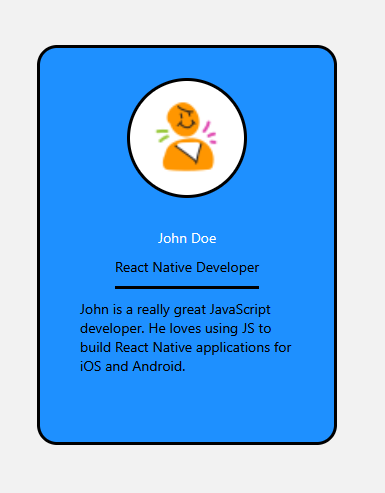 John Doe
React Native Developer
John is a really great JavaScript
developer. He loves using JS to
build React Native applications for
iOS and Android.